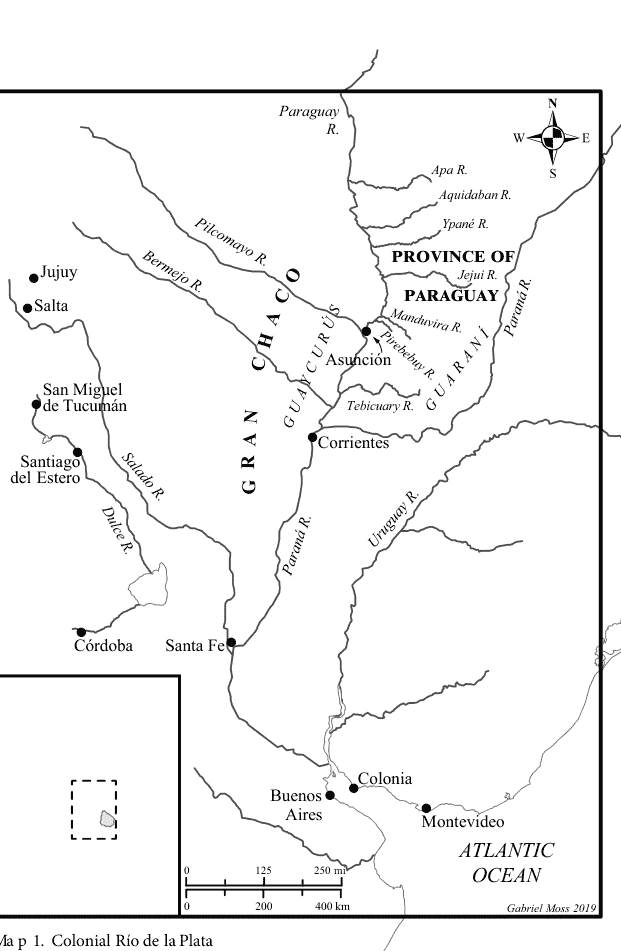 Paraguay
R.
N
W
E
S
Apa R.
Aquidaban R.
Ypané R.
Pilcomayo R.
PROVINCE OF
Bermejo R.
Jejui R.
Jujuy
PARAGUAY
Salta
Paraná R.
GRAN CHACO
GUAYCURÚS
Manduvira R.
Pirebebuy R.
GUARANÍ
Asunción
San Miguel
de Tucumán
Tebicuary R.
Corrientes
Santiago
del Estero
Salado R.
Dulce R.
Uruguay R.
Paraná R.
Córdoba
Santa Fe
Colonia
Buenos
Aires
Montevideo
ATLANTIC
OCEAN
0 125 250 mi
0 200 400 km
Gabriel Moss 2019
Map 1. Colonial Río de la Plata